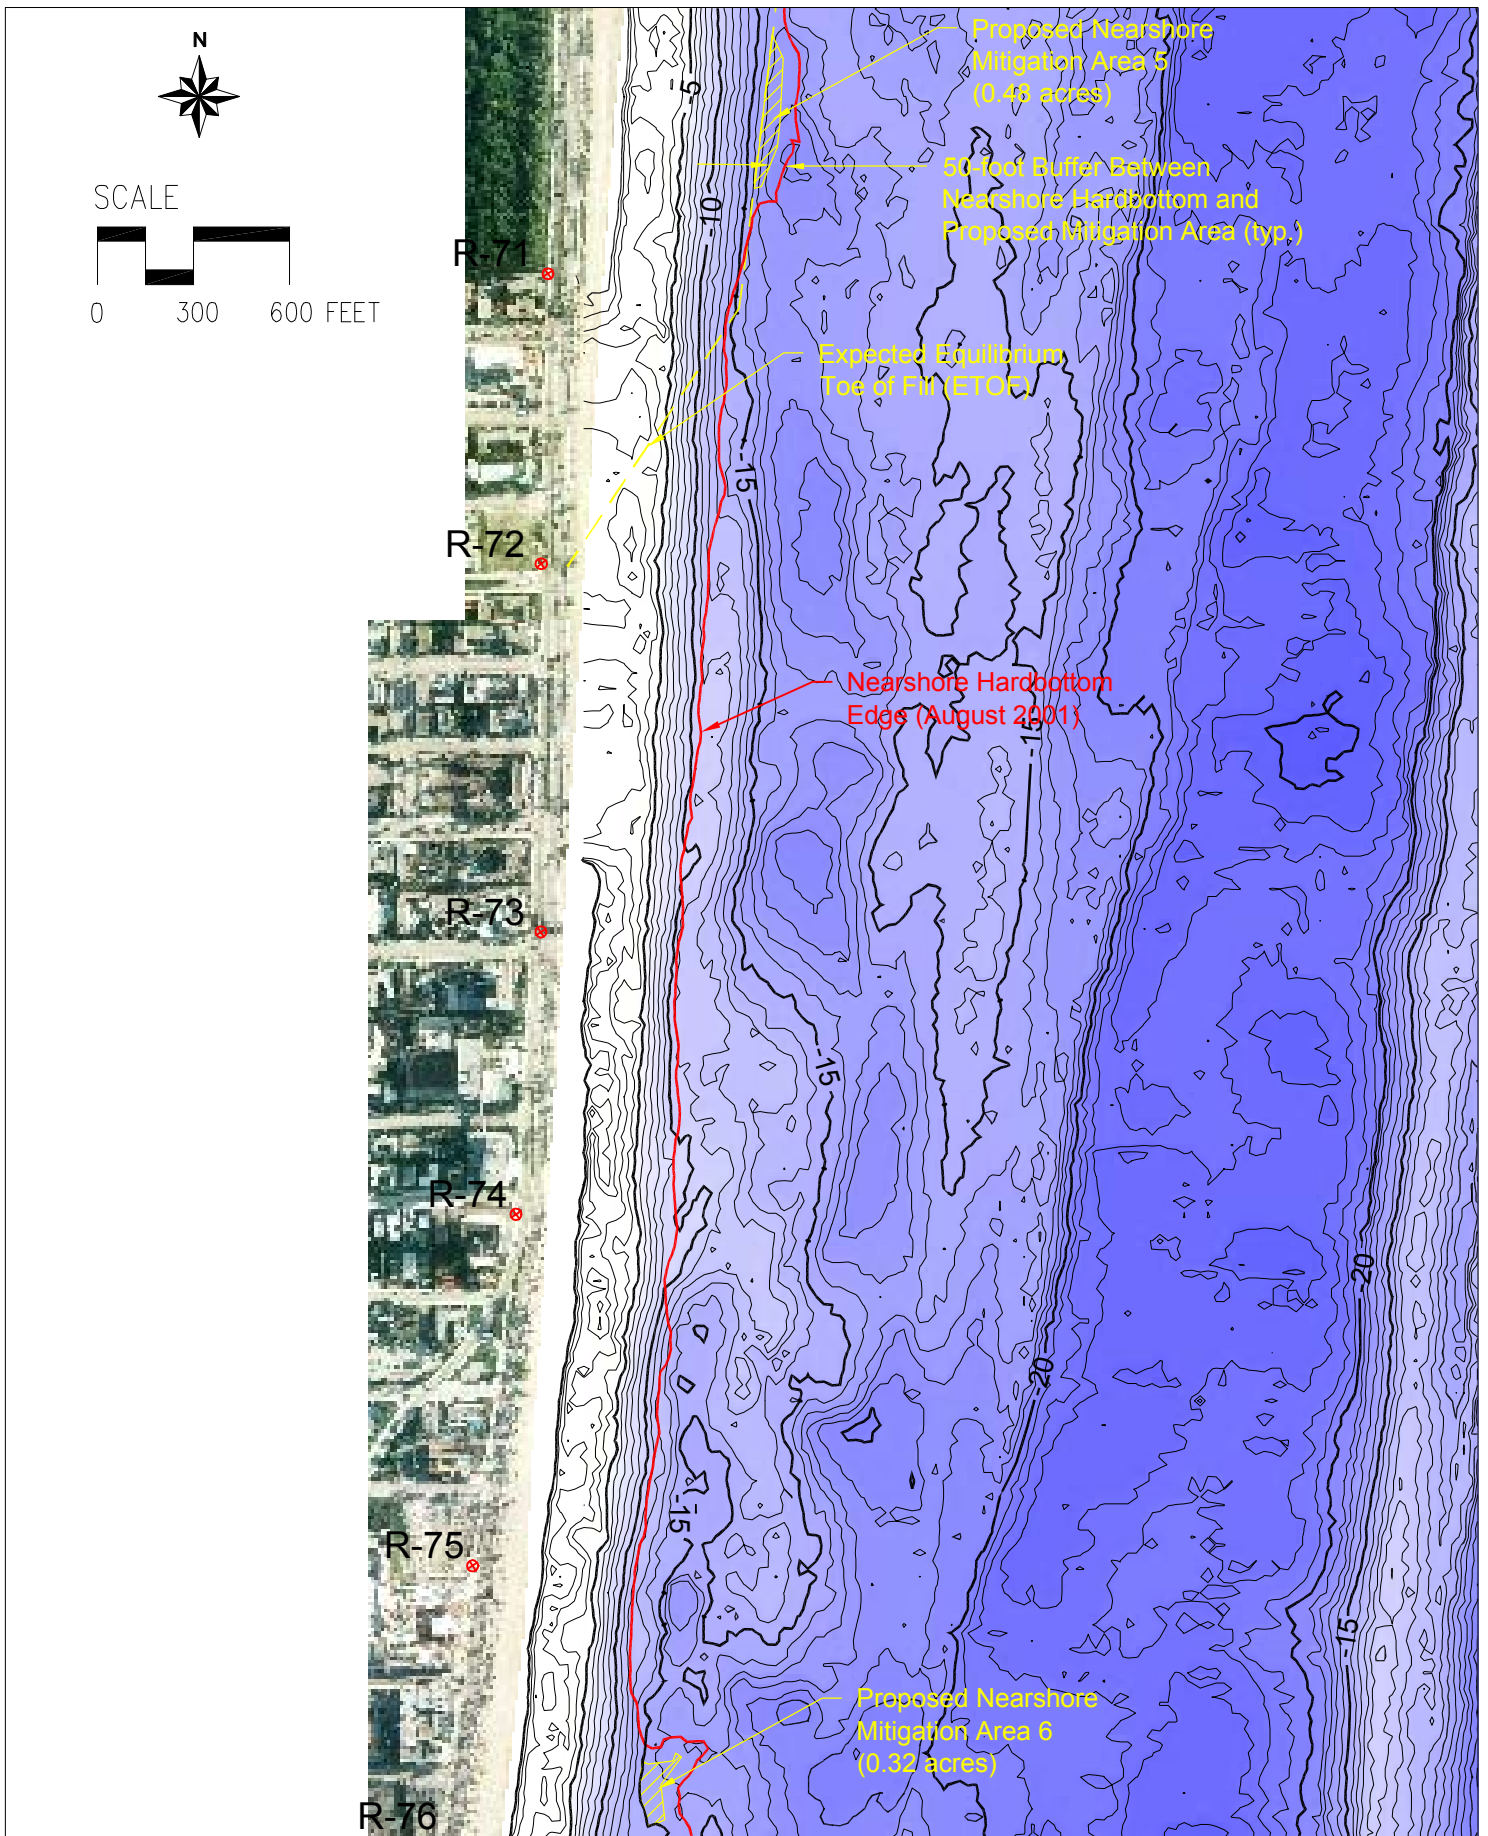 N
SCALE
0 300 600 FEET
Proposed Nearshore
Mitigation Area 5
(0.48 acres)
-5
50-foot Buffer Between
Nearshore Hardbottom and
Proposed Mitigation Area (typ.)
-10
R-71
Expected Equilibrium
Toe of Fill (ETOF)
-15
R-72
Nearshore Hardbottom
Edge (August 2001)
-15
R-73
-15
R-74
-20
-20
-15
R-75
-15
Proposed Nearshore
Mitigation Area 6
(0.32 acres)
R-76